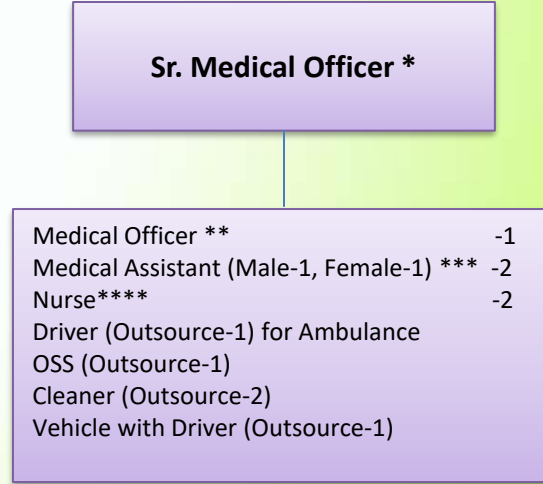 Sr. Medical Officer *
Medical Officer ** -1
Medical Assistant (Male-1, Female-1) *** -2
Nurse**** -2
Driver (Outsource-1) for Ambulance
OSS (Outsource-1)
Cleaner (Outsource-2)
Vehicle with Driver (Outsource-1)